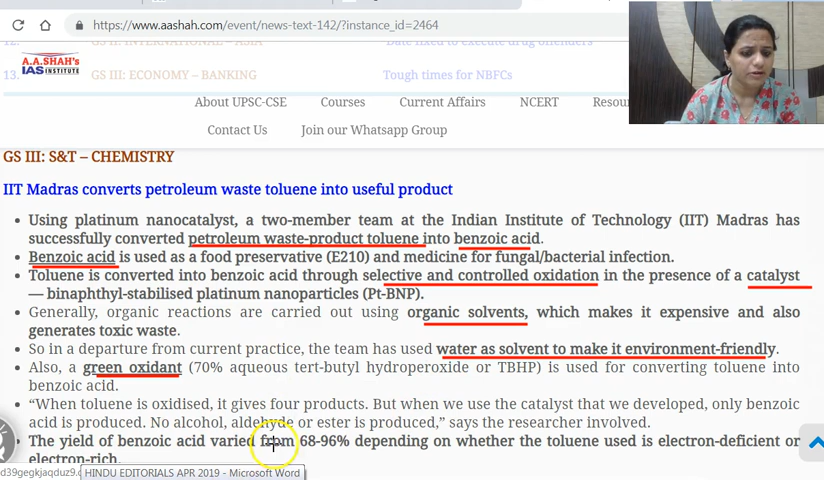 https://www.aashah.com/event/news-text-142/?instance_id=2464
12. GS II: INTERNATIONAL – ASIA Date fixed to execute drug offenders
A.A.SHAH's
IAS INSTITUTE
13. GS III: ECONOMY – BANKING Tough times for NBFCs
About UPSC-CSE Courses Current Affairs NCERT
Contact Us Join our Whatsapp Group
GS III: S&T – CHEMISTRY
IIT Madras converts petroleum waste toluene into useful product
• Using platinum nanocatalyst, a two-member team at the Indian Institute of Technology (IIT) Madras has
successfully converted petroleum waste-product toluene into benzoic acid.
• Benzoic acid is used as a food preservative (E210) and medicine for fungal/bacterial infection.
• Toluene is converted into benzoic acid through selective and controlled oxidation in the presence of a catalyst
— binaphthyl-stabilised platinum nanoparticles (Pt-BNP).
• Generally, organic reactions are carried out using organic solvents, which makes it expensive and also
generates toxic waste.
• So in a departure from current practice, the team has used water as solvent to make it environment-friendly.
• Also, a green oxidant (70% aqueous tert-butyl hydroperoxide or TBHP) is used for converting toluene into
benzoic acid.
• “When toluene is oxidised, it gives four products. But when we use the catalyst that we developed, only benzoic
acid is produced. No alcohol, aldehyde or ester is produced,” says the researcher involved.
• The yield of benzoic acid varied from 68-96% depending on whether the toluene used is electron-deficient or
electron-rich.
HINDU EDITORIALS APR 2019 - Microsoft Word